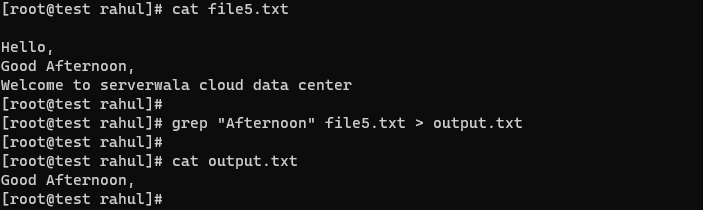 [root@test rahul]# cat file5.txt
Hello,
Good Afternoon,
Welcome to serverwala cloud data center
[root@test rahul]#
[root@test rahul]# grep "Afternoon" file5.txt > output.txt
[root@test rahul]#
[root@test rahul]# cat output.txt
Good Afternoon,
[root@test rahul]#